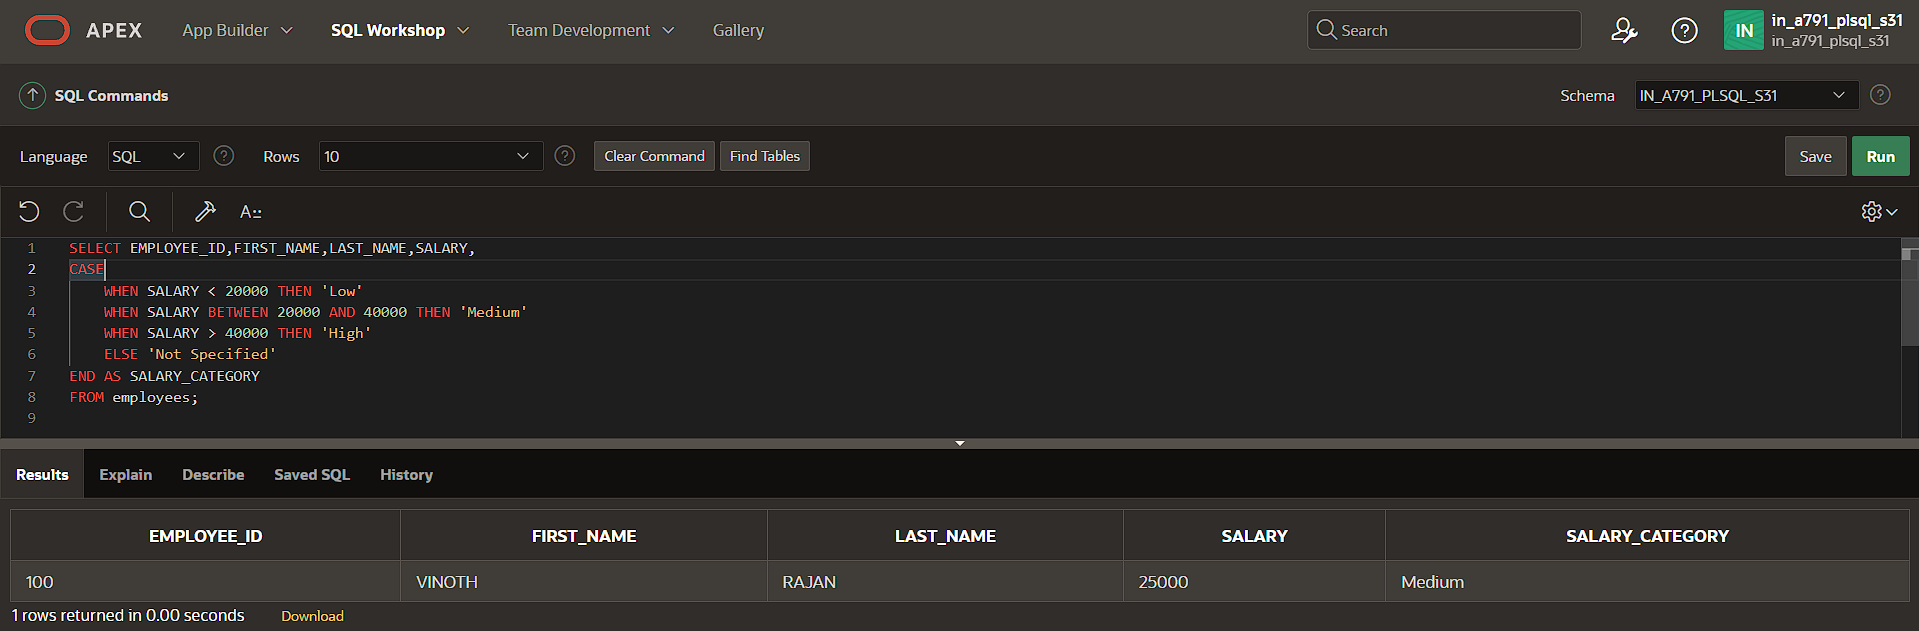 APEX App Builder SQL Workshop Team Development Gallery Search IN in_a791_plsql_s31
in_a791_plsql_s31
SQL Commands Schema IN_A791_PLSQL_S31
Language SQL Rows 10 Clear Command Find Tables Save Run
A::
1 SELECT EMPLOYEE_ID,FIRST_NAME,LAST_NAME,SALARY,
2 CASE
3 WHEN SALARY < 20000 THEN 'Low'
4 WHEN SALARY BETWEEN 20000 AND 40000 THEN 'Medium'
5 WHEN SALARY > 40000 THEN 'High'
6 ELSE 'Not Specified'
7 END AS SALARY_CATEGORY
8 FROM employees;
9
Results Explain Describe Saved SQL History
EMPLOYEE_ID FIRST_NAME LAST_NAME SALARY SALARY_CATEGORY
100 VINOTH RAJAN 25000 Medium
1 rows returned in 0.00 seconds Download